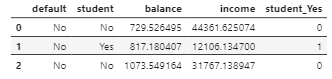 default student balance income student_Yes
0 No No 729.526495 44361.625074 0
1 No Yes 817.180407 12106.134700 1
2 No No 1073.549164 31767.138947 0